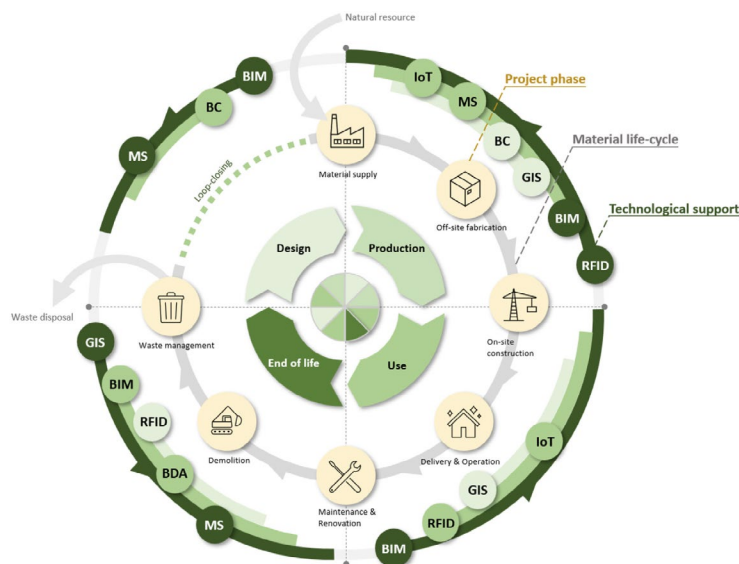 Natural resource
BIM
BC
MS
IoT
MS
BC
GIS
BIM
RFID
Project phase
Material life-cycle
Technological support
Material supply
Off-site fabrication
Loop-closing
Design
Production
End of life
Use
Waste disposal
Waste management
On-site
construction
Demolition
Delivery & Operation
Maintenance &
Renovation
GIS
BIM
RFID
BDA
MS
IoT
GIS
RFID
BIM